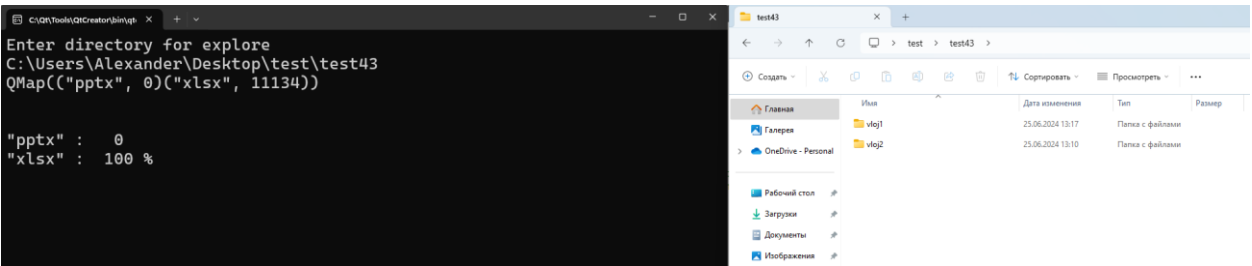 C:\Qt\Tools\QtCreator\bin\qt
Enter directory for explore
C:\Users\Alexander\Desktop\test\test43
QMap(("pptx", 0)("xlsx", 11134))
"pptx" : 0
"xlsx" : 100 %
test43
test > test43 >
Создать
Сортировать
Просмотреть
Главная
Галерея
OneDrive - Personal
Рабочий стол
Загрузки
Документы
Изображения
Имя Дата изменения Тип Размер
vloj1 25.06.2024 13:17 Папка с файлами
vloj2 25.06.2024 13:10 Папка с файлами